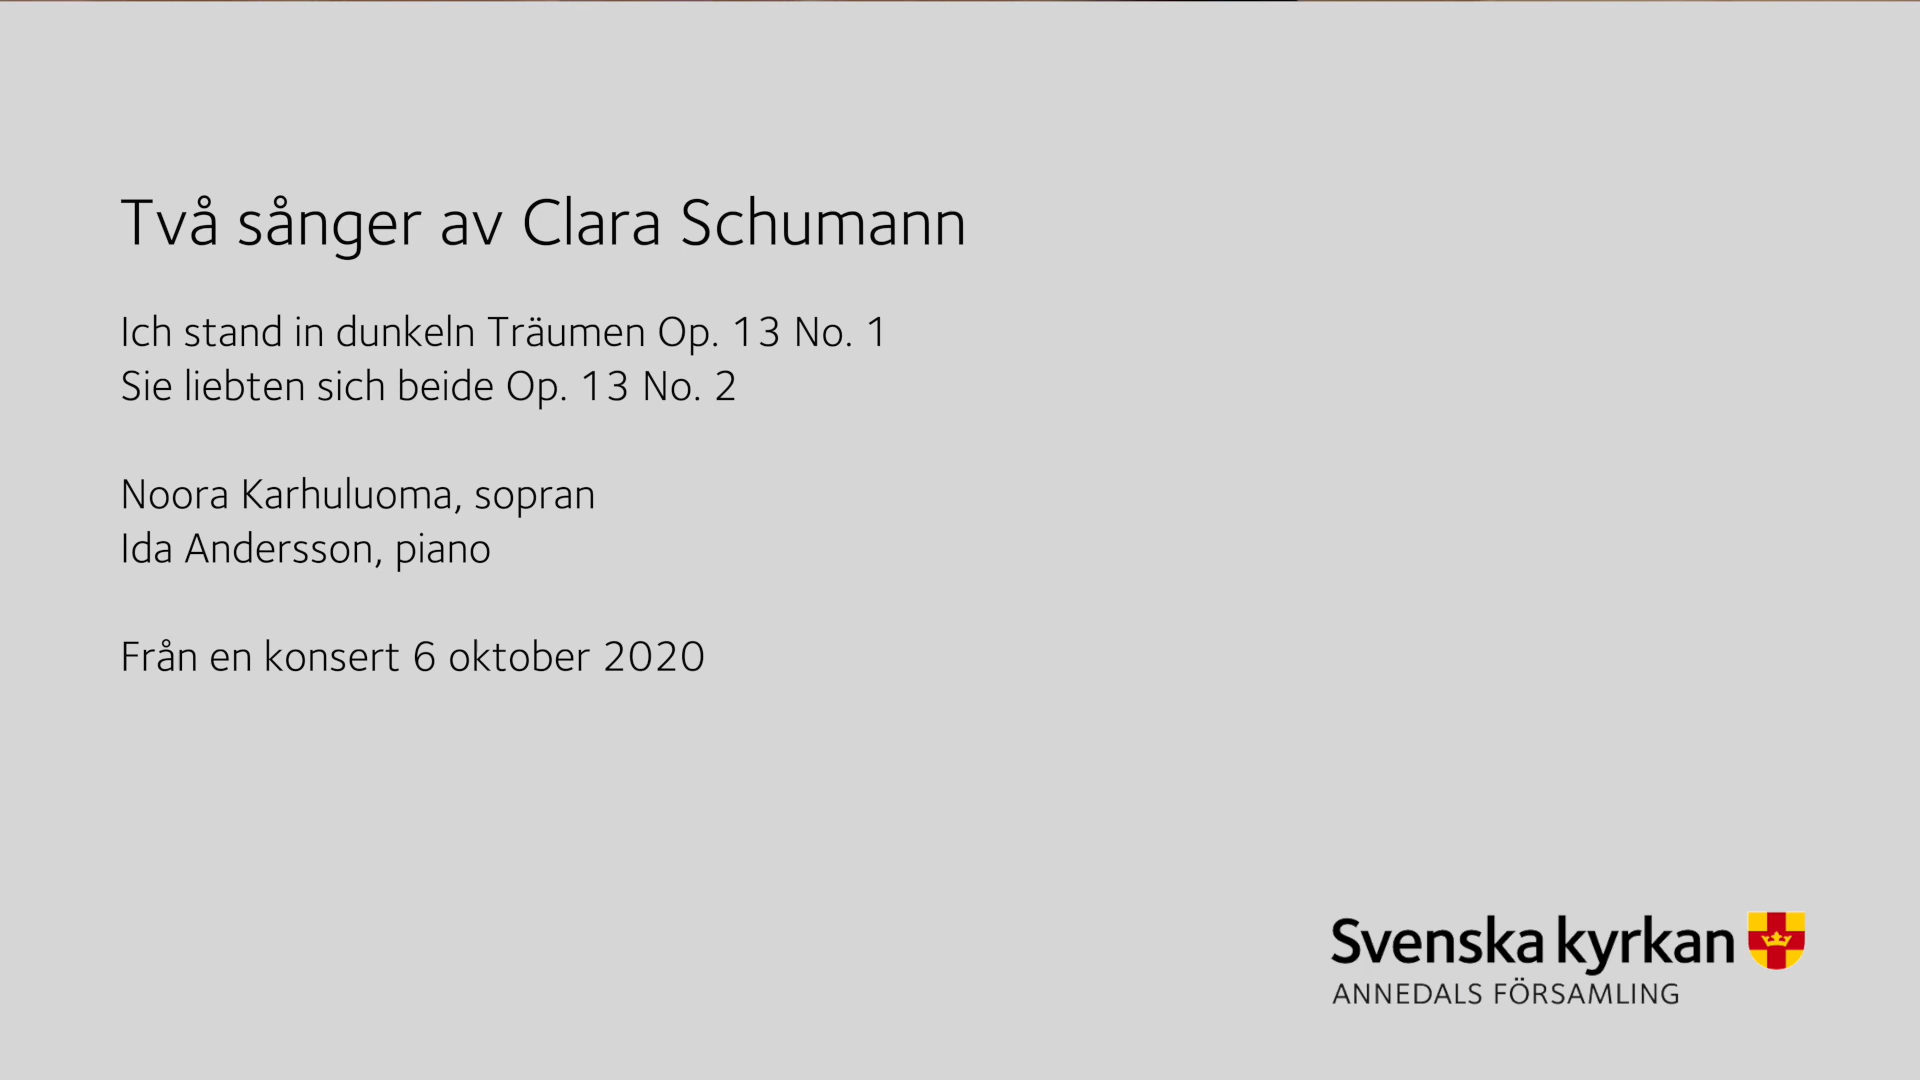 Två sånger av Clara Schumann
Ich stand in dunkeln Träumen Op. 13 No. 1
Sie liebten sich beide Op. 13 No. 2
Noora Karhuluoma, sopran
Ida Andersson, piano
Från en konsert 6 oktober 2020
Svenska kyrkan
ANNEDALS FÖRSAMLING